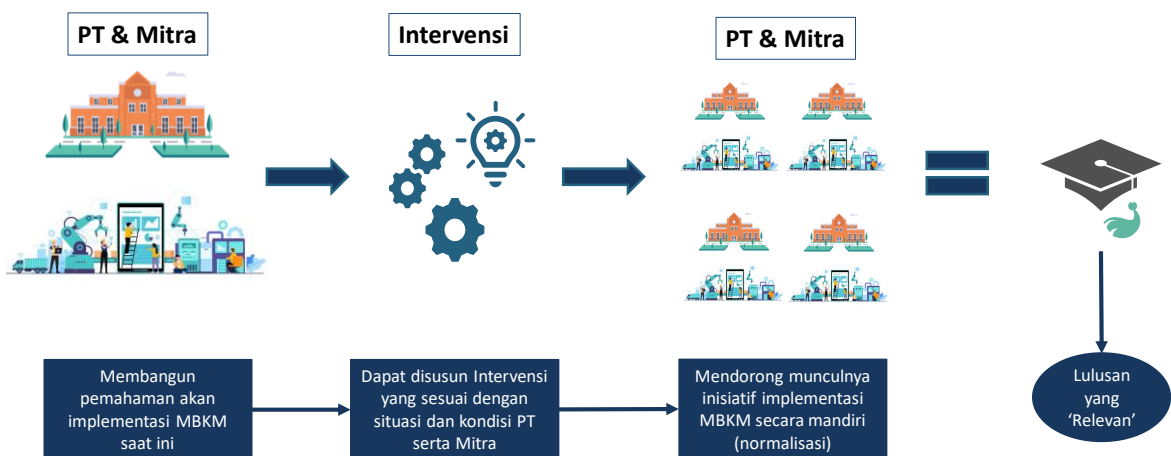 PT & Mitra
Intervensi
PT & Mitra
Membangun
pemahaman akan
implementasi MBKM
saat ini
Dapat disusun Intervensi
yang sesuai dengan
situasi dan kondisi PT
serta Mitra
Mendorong munculnya
inisiatif implementasi
MBKM secara mandiri
(normalisasi)
Lulusan
yang
‘Relevan’